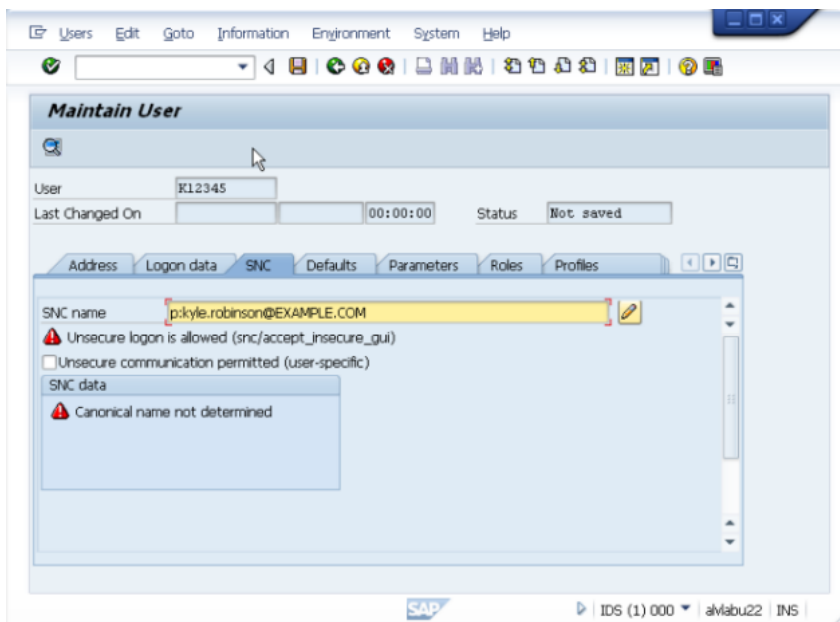 Users Edit Goto Information Environment System Help
Maintain User
User K12345
Last Changed On 00:00:00 Status Not saved
Address Logon data SNC Defaults Parameters Roles Profiles
SNC name p:kyle.robinson@EXAMPLE.COM
Unsecure logon is allowed (snc/accept_insecure_gui)
Unsecure communication permitted (user-specific)
SNC data
Canonical name not determined
SAP IDS (1) 000 alvlabu22 INS